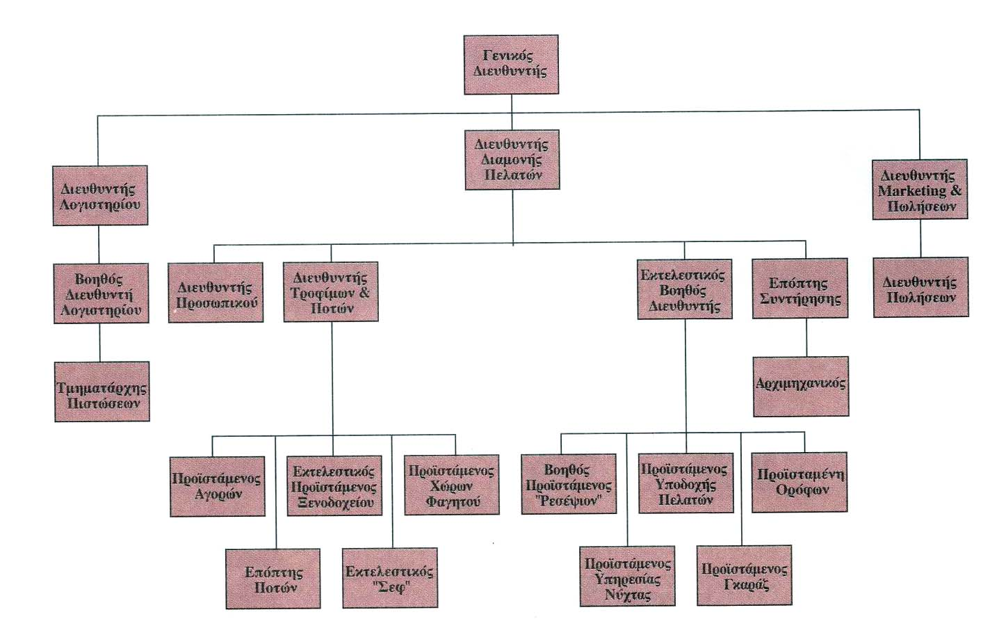 Γενικός
Διευθυντής
Διευθυντής
Διαμονής
Πελατών
Διευθυντής
Λογιστηρίου
Διευθυντής
Marketing &
Πωλήσεων
Βοηθός
Διευθυντή
Λογιστηρίου
Διευθυντής
Προσωπικού
Διευθυντής
Τροφίμων &
Ποτών
Εκτελεστικός
Βοηθός
Διευθυντής
Επόπτης
Συντήρησης
Διευθυντής
Πωλήσεων
Τμηματάρχης
Πιστώσεων
Αρχιμηχανικός
Προϊστάμενος
Αγορών
Εκτελεστικός
Προϊστάμενος
Ξενοδοχείου
Προϊστάμενος
Χώρων
Φαγητού
Βοηθός
Προϊστάμενος
"Ρεσέψιον"
Προϊστάμενος
Υποδοχής
Πελατών
Προϊσταμένη
Ορόφων
Επόπτης
Ποτών
Εκτελεστικός
"Σεφ"
Προϊστάμενος
Υπηρεσίας
Νύχτας
Προϊστάμενος
Γκαράζ